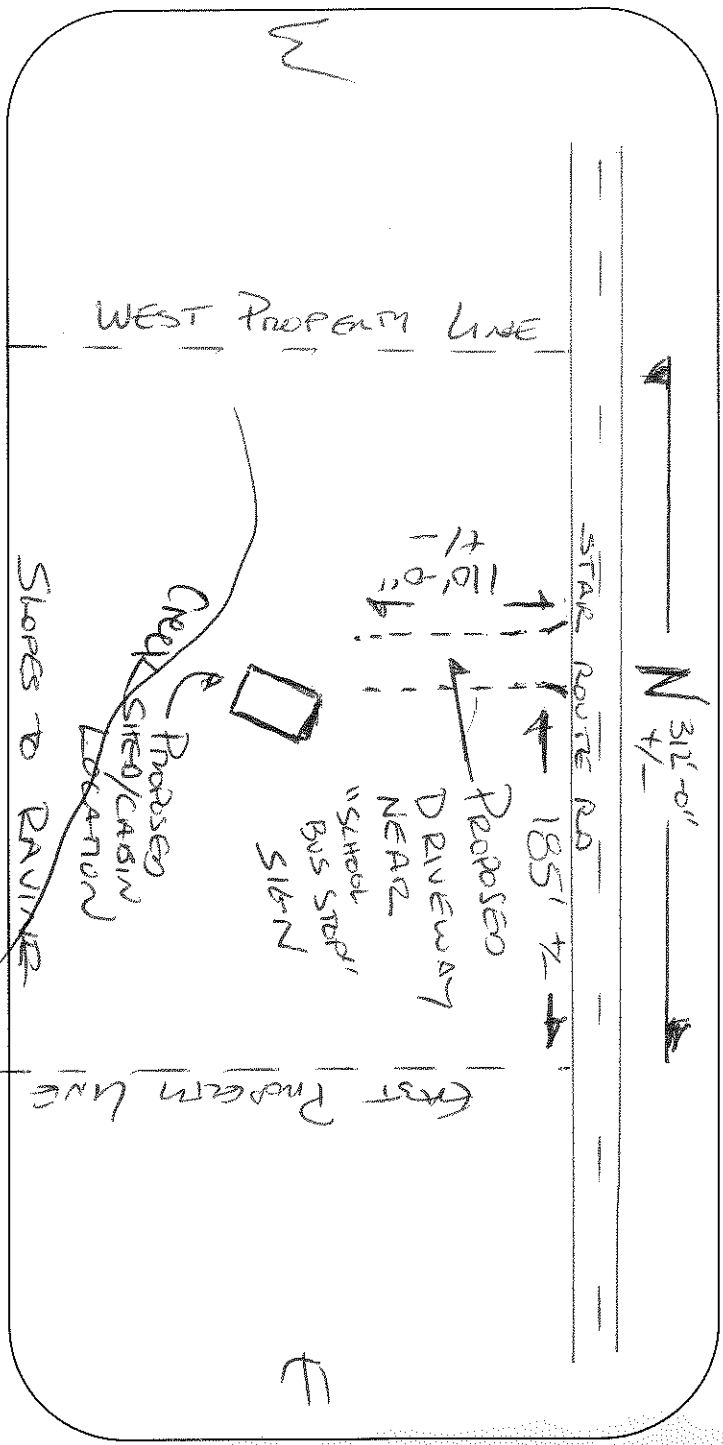 N
312'-0"
+/-
STAR ROUTE RD
W
WEST PROPERTY LINE
110'-0"
+/-
185' +/-
PROPOSED
DRIVEWAY
NEAR
"SCHOOL
BUS STOP"
SIGN
EAST PROPERTY LINE
E
Creek
PROPOSED
SHED/CABIN
LOCATION
SLOPES TO RAVINE